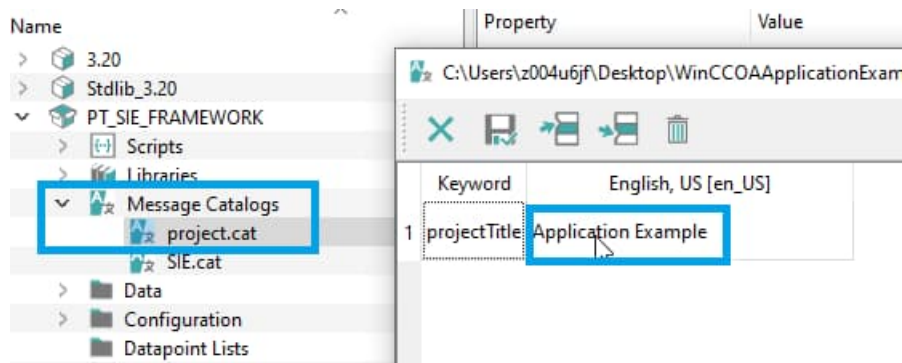 Name
3.20
Stdlib_3.20
PT_SIE_FRAMEWORK
Scripts
Libraries
Message Catalogs
project.cat
SIE.cat
Data
Configuration
Datapoint Lists
Property Value
C:\Users\z004u6jf\Desktop\WinCCOAApplicationExam
Keyword English, US [en_US]
1 projectTitle Application Example